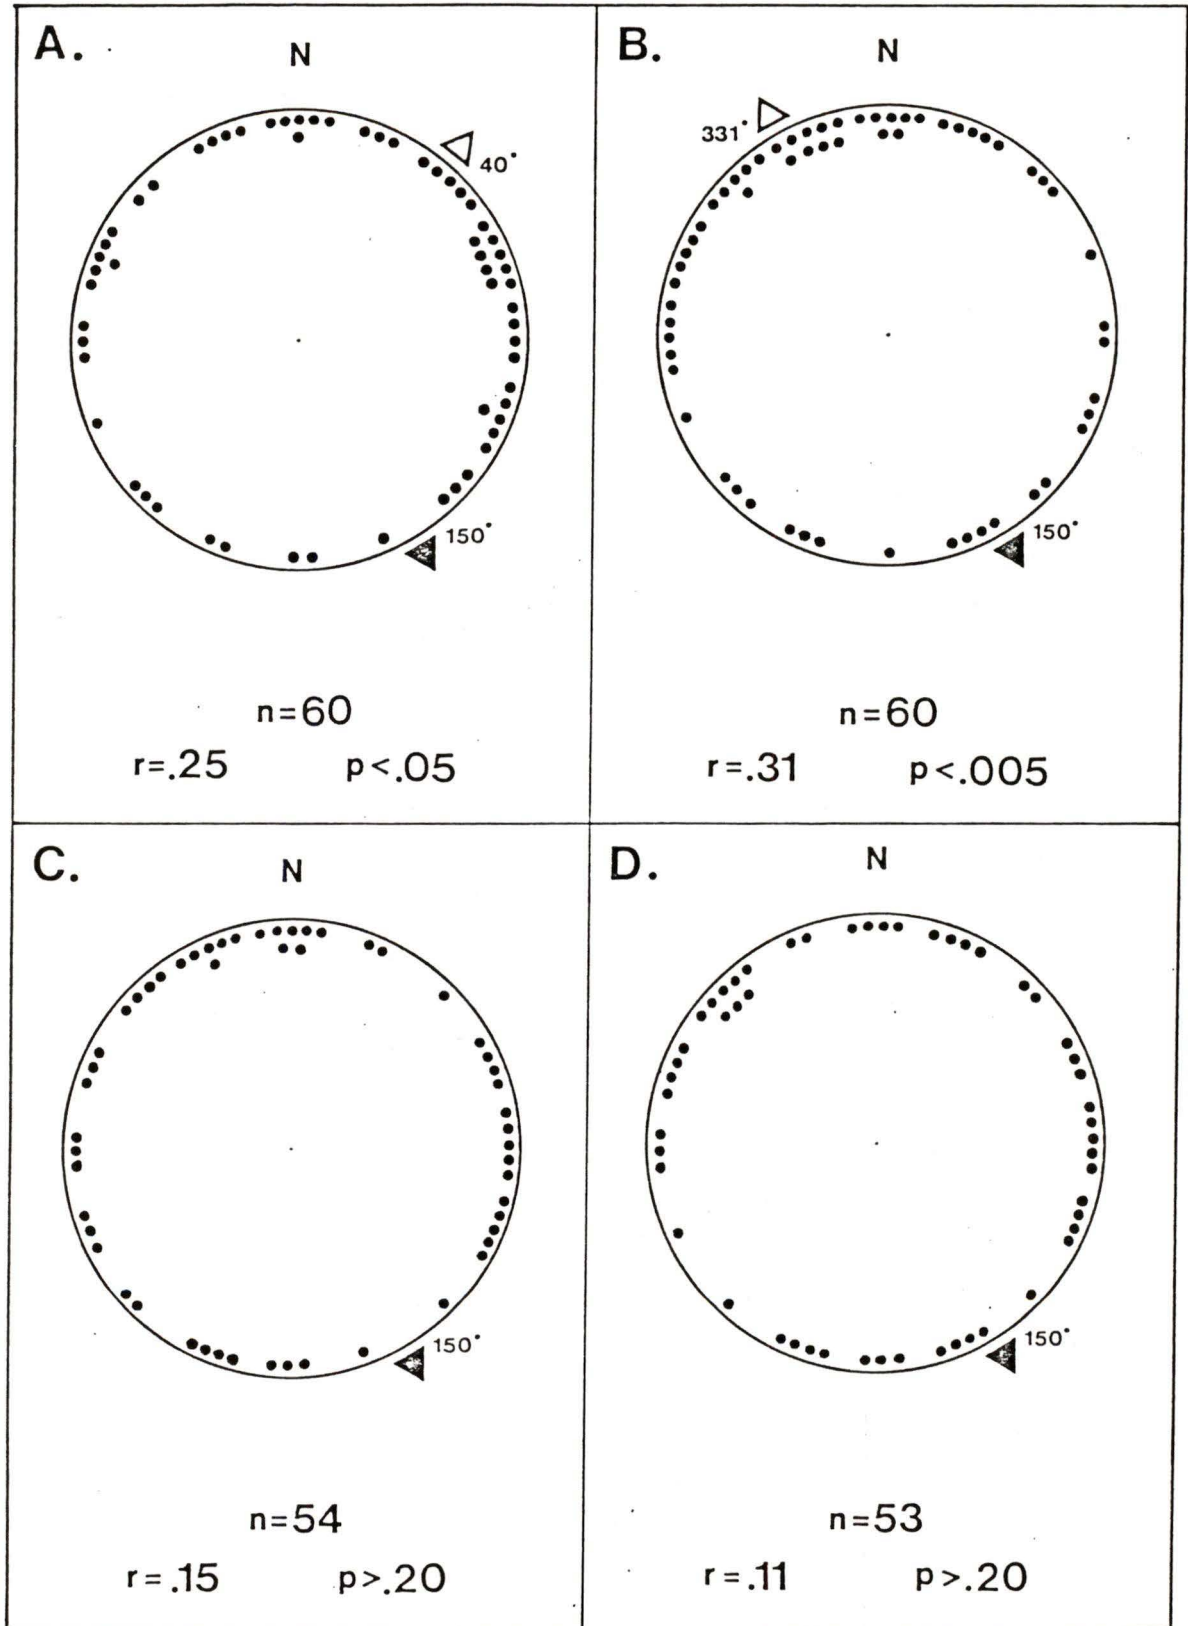 A.
N
40°
150°
n=60
r=.25 p<.05
B.
N
331°
150°
n=60
r=.31 p<.005
C.
N
150°
n=54
r=.15 p>.20
D.
N
150°
n=53
r=.11 p>.20